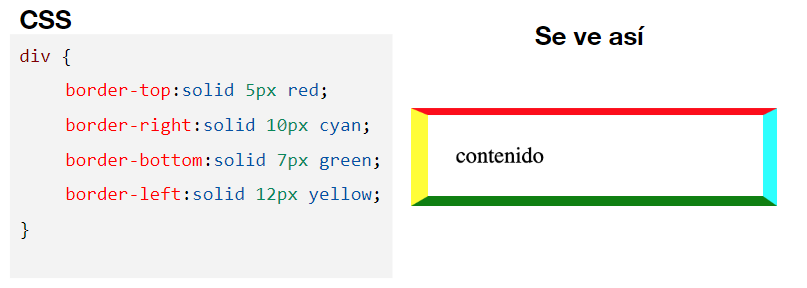 CSS
div {
border-top:solid 5px red;
border-right:solid 10px cyan;
border-bottom:solid 7px green;
border-left:solid 12px yellow;
}
Se ve así
contenido